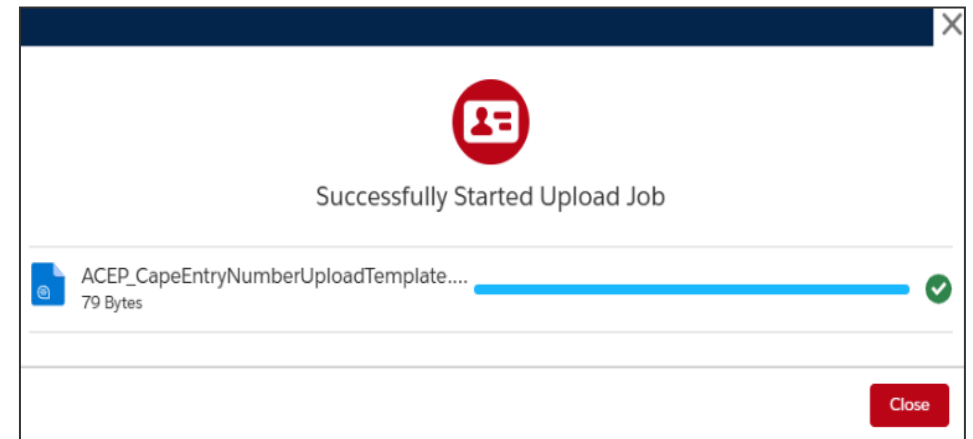 Successfully Started Upload Job
ACEP_CapeEntryNumberUploadTemplate....
79 Bytes
Close